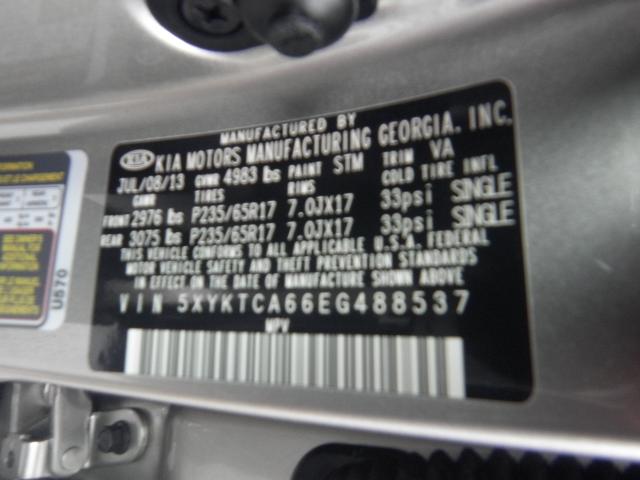 MANUFACTURED BY
KIA KIA MOTORS MANUFACTURING GEORGIA, INC.
JUL/08/13 GVWR 4983 lbs PAINT STM TRIM VA
GAWR TIRES RIMS COLD TIRE INFL
FRONT 2976 lbs P235/65R17 7.0JX17 33psi SINGLE
REAR 3075 lbs P235/65R17 7.0JX17 33psi SINGLE
THIS VEHICLE CONFORMS TO ALL APPLICABLE U.S.A. FEDERAL
MOTOR VEHICLE SAFETY AND THEFT PREVENTION STANDARDS
IN EFFECT ON THE DATE OF MANUFACTURE SHOWN ABOVE
VIN 5XYKTCA66EG488537
MPV
U570